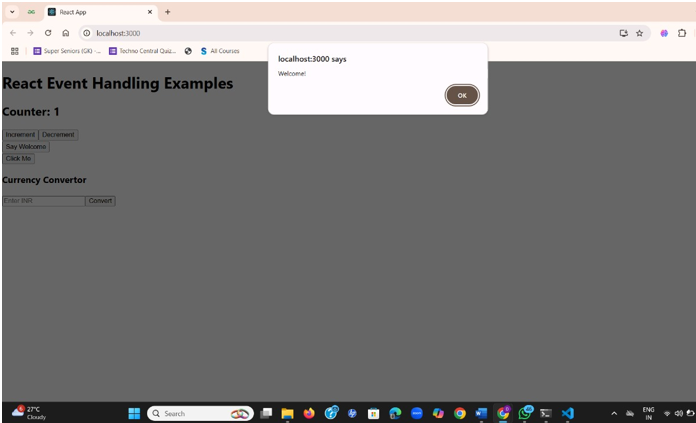 React App
localhost:3000
Super Seniors (GK) -...
Techno Central Quiz...
All Courses
localhost:3000 says
Welcome!
OK
React Event Handling Examples
Counter: 1
Increment Decrement
Say Welcome
Click Me
Currency Convertor
Enter INR Convert
27°C
Cloudy
Search
ENG
IN